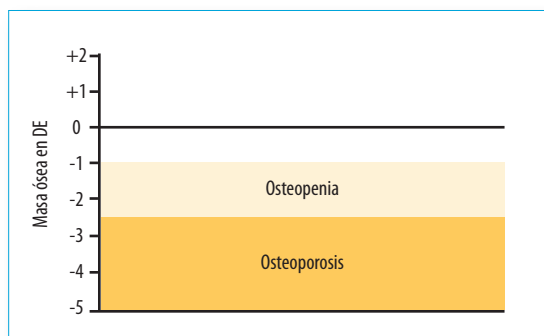 Masa ósea en DE
+2
+1
0
-1
-2
-3
-4
-5
Osteopenia
Osteoporosis